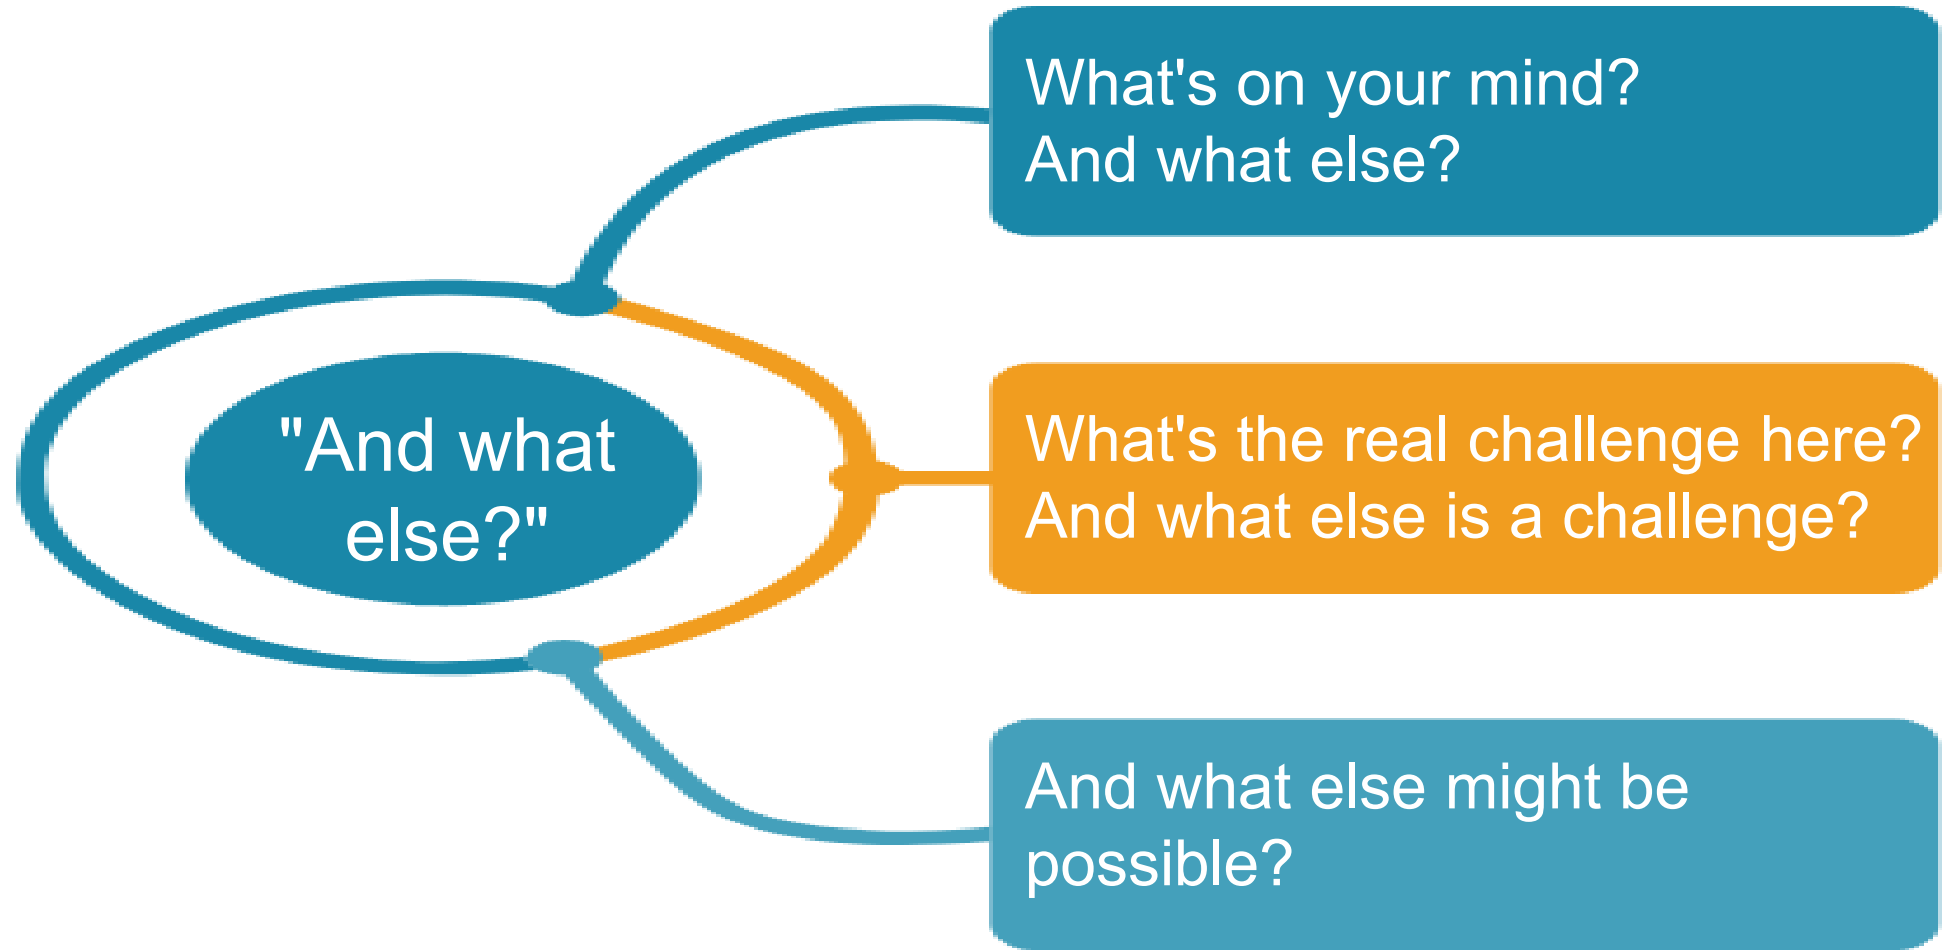 What's on your mind?
And what else?
"And what
else?"
What's the real challenge here?
And what else is a challenge?
And what else might be
possible?